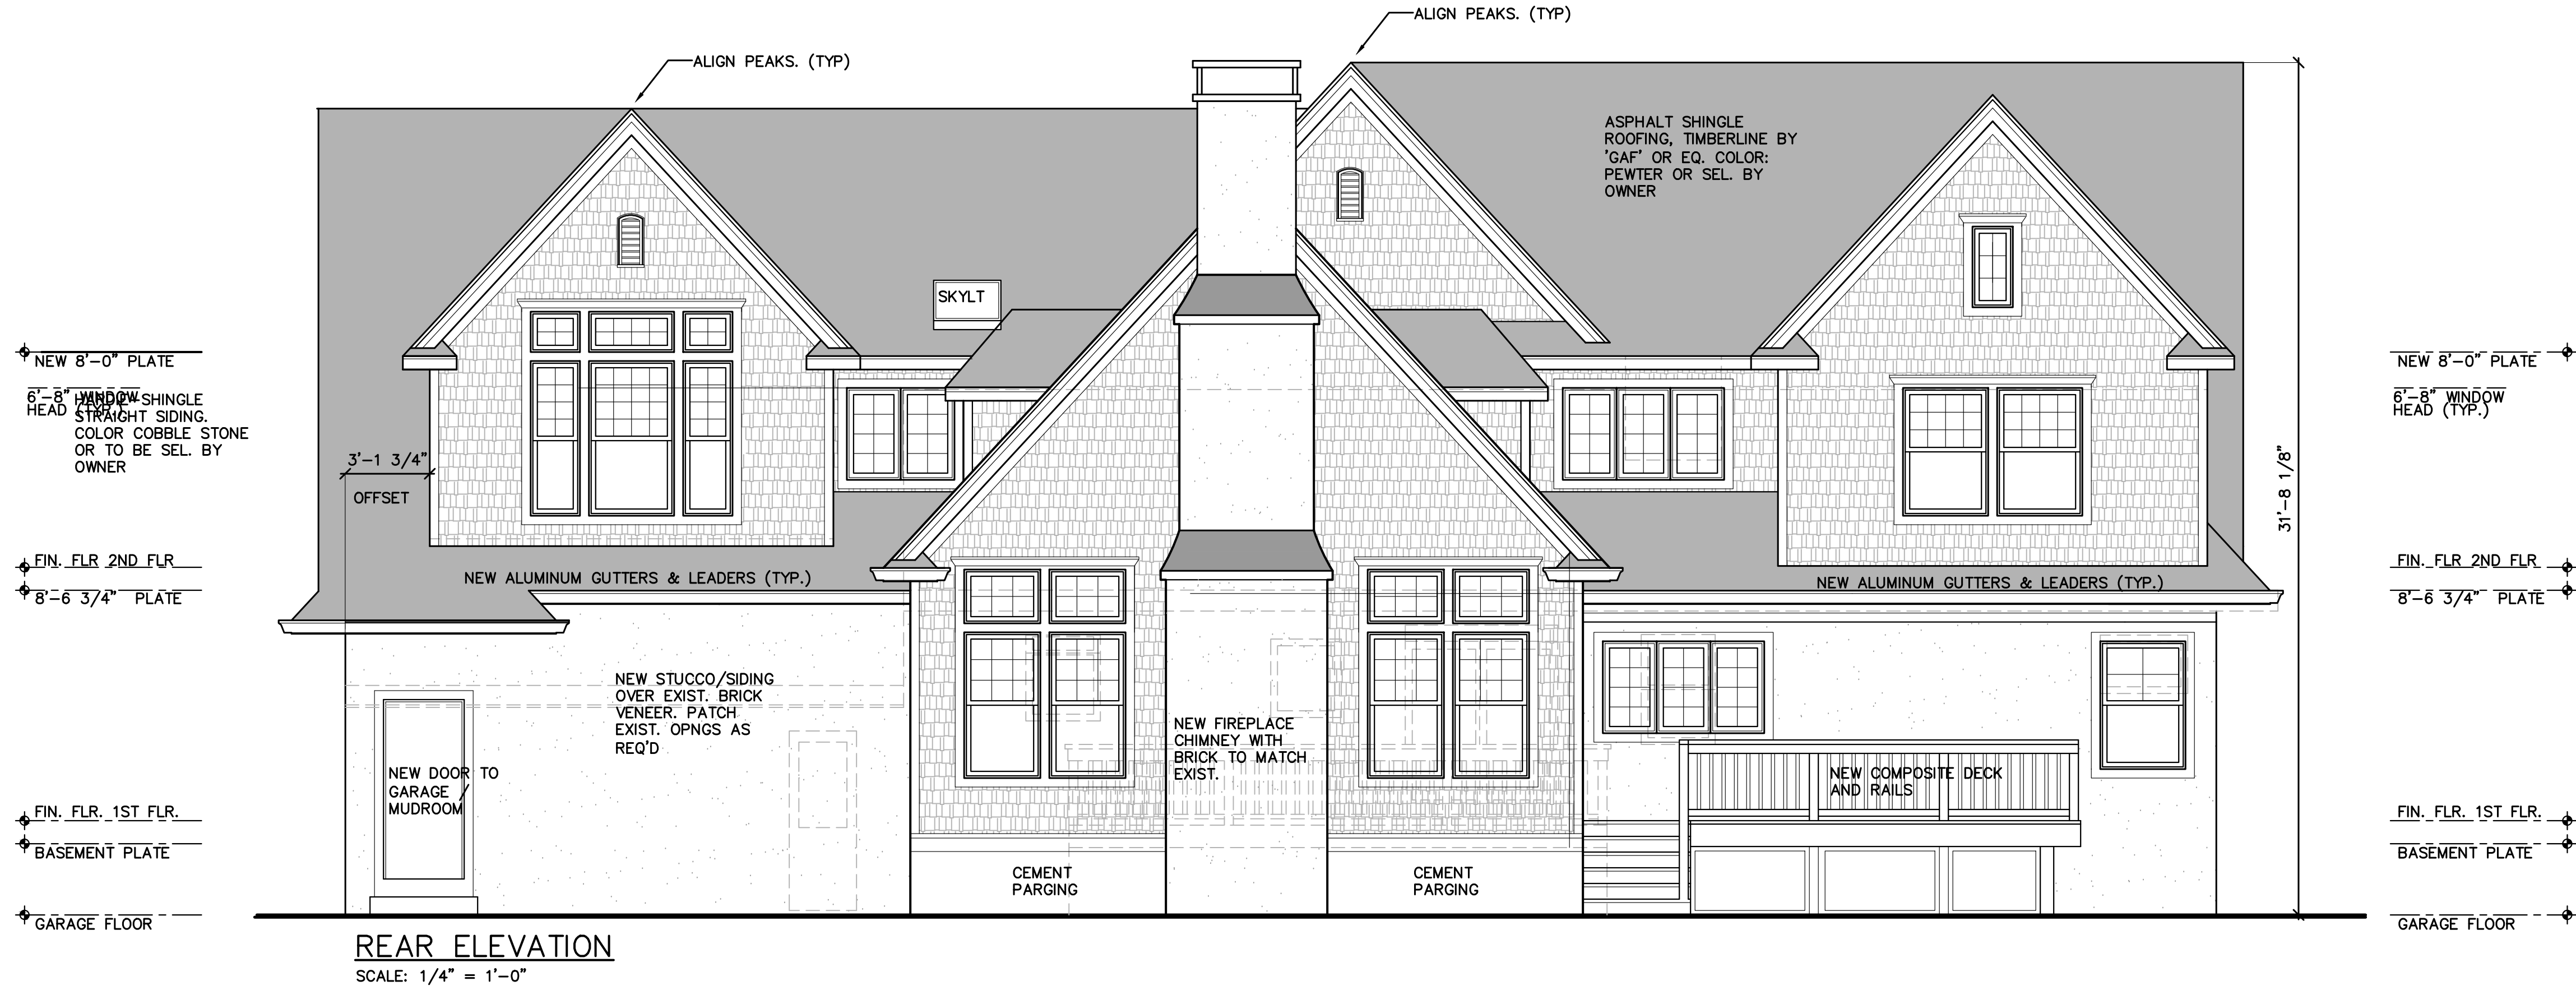 ALIGN PEAKS. (TYP)
ALIGN PEAKS. (TYP)
ASPHALT SHINGLE
ROOFING, TIMBERLINE BY
'GAF' OR EQ. COLOR:
PEWTER OR SEL. BY
OWNER
SKYLT
NEW 8'-0" PLATE
6'-8" WINDOW
HEAD (TYP.)
HARDIE-SHINGLE
STRAIGHT SIDING.
COLOR COBBLE STONE
OR TO BE SEL. BY
OWNER
3'-1 3/4"
OFFSET
NEW 8'-0" PLATE
6'-8" WINDOW
HEAD (TYP.)
31'-8 1/8"
FIN. FLR 2ND FLR
8'-6 3/4" PLATE
NEW ALUMINUM GUTTERS & LEADERS (TYP.)
NEW ALUMINUM GUTTERS & LEADERS (TYP.)
FIN. FLR 2ND FLR
8'-6 3/4" PLATE
NEW STUCCO/SIDING
OVER EXIST. BRICK
VENEER. PATCH
EXIST. OPNGS AS
REQ'D
NEW FIREPLACE
CHIMNEY WITH
BRICK TO MATCH
EXIST.
NEW DOOR TO
GARAGE /
MUDROOM
NEW COMPOSITE DECK
AND RAILS
FIN. FLR. 1ST FLR.
BASEMENT PLATE
GARAGE FLOOR
CEMENT
PARGING
CEMENT
PARGING
FIN. FLR. 1ST FLR.
BASEMENT PLATE
GARAGE FLOOR
REAR ELEVATION
SCALE: 1/4" = 1'-0"